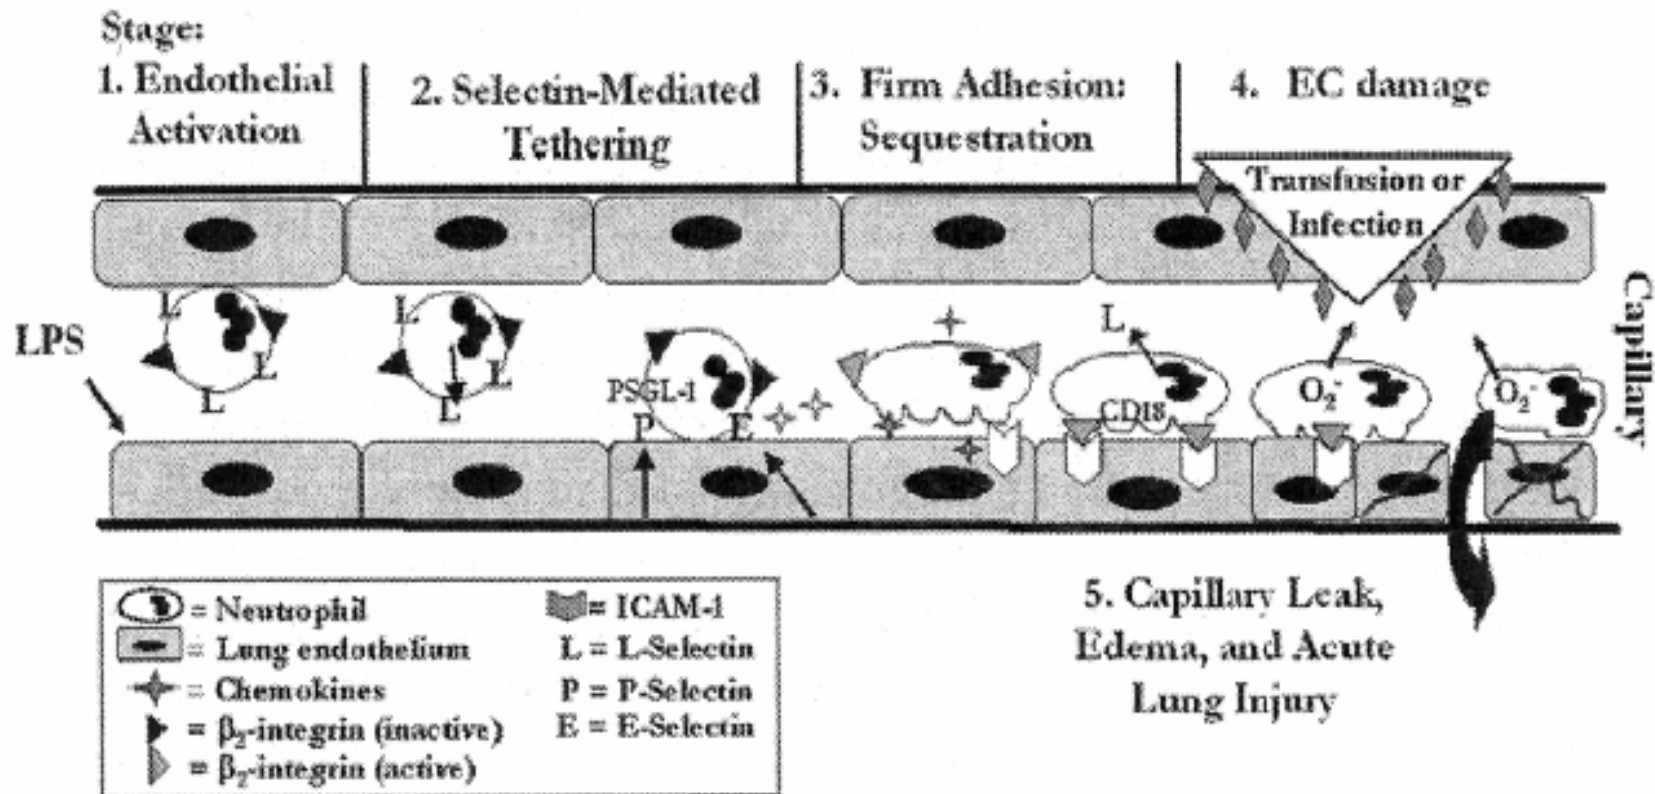 Stage:
1. Endothelial
Activation
2. Selectin-Mediated
Tethering
3. Firm Adhesion:
Sequestration
4. EC damage
Transfusion or
Infection
LPS
L
L
L
L
L
L
PSGL-1
P
E
L
CD18
O₂⁻
O₂⁻
Capillary
= Neutrophil
= Lung endothelium
= Chemokines
= β₂-integrin (inactive)
= β₂-integrin (active)
= ICAM-1
L = L-Selectin
P = P-Selectin
E = E-Selectin
5. Capillary Leak,
Edema, and Acute
Lung Injury